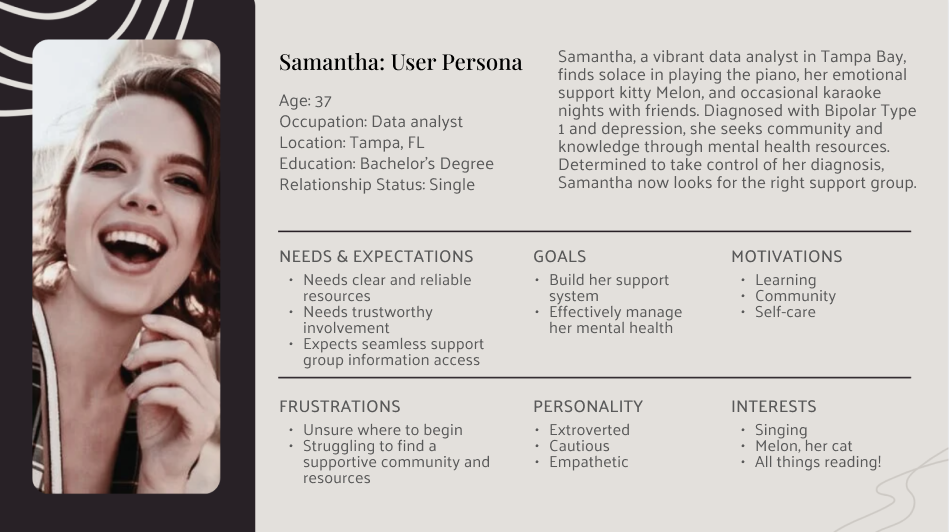 Samantha: User Persona
Age: 37
Occupation: Data analyst
Location: Tampa, FL
Education: Bachelor's Degree
Relationship Status: Single
Samantha, a vibrant data analyst in Tampa Bay,
finds solace in playing the piano, her emotional
support kitty Melon, and occasional karaoke
nights with friends. Diagnosed with Bipolar Type
1 and depression, she seeks community and
knowledge through mental health resources.
Determined to take control of her diagnosis,
Samantha now looks for the right support group.
NEEDS & EXPECTATIONS
• Needs clear and reliable
resources
• Needs trustworthy
involvement
• Expects seamless support
group information access
GOALS
• Build her support
system
• Effectively manage
her mental health
MOTIVATIONS
• Learning
• Community
• Self-care
FRUSTRATIONS
• Unsure where to begin
• Struggling to find a
supportive community and
resources
PERSONALITY
• Extroverted
• Cautious
• Empathetic
INTERESTS
• Singing
• Melon, her cat
• All things reading!